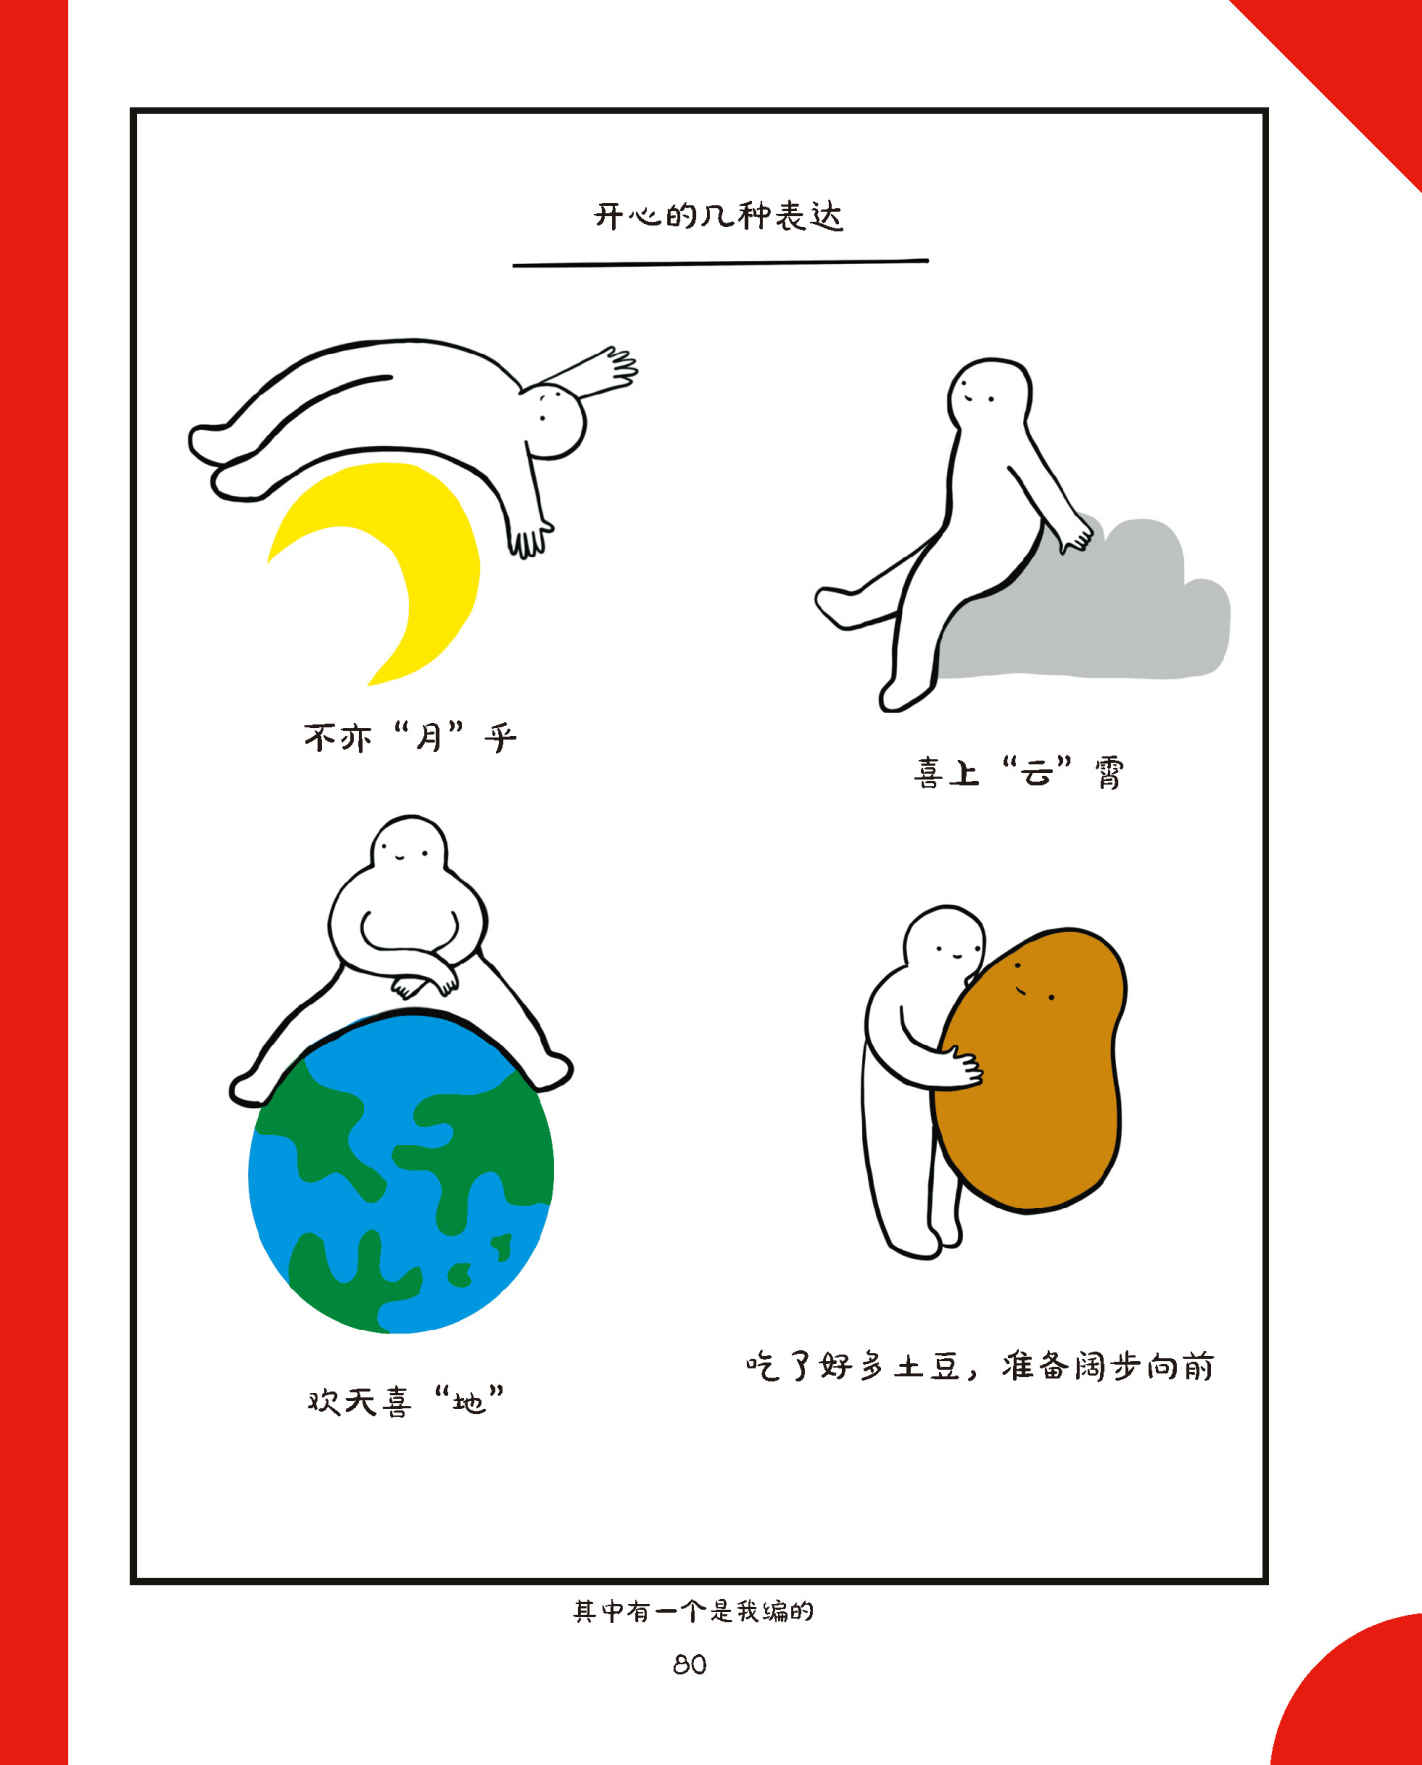 开心的几种表达
不亦“月”乎
喜上“云”霄
欢天喜“地”
吃了好多土豆，准备阔步向前
其中有一个是我编的
80